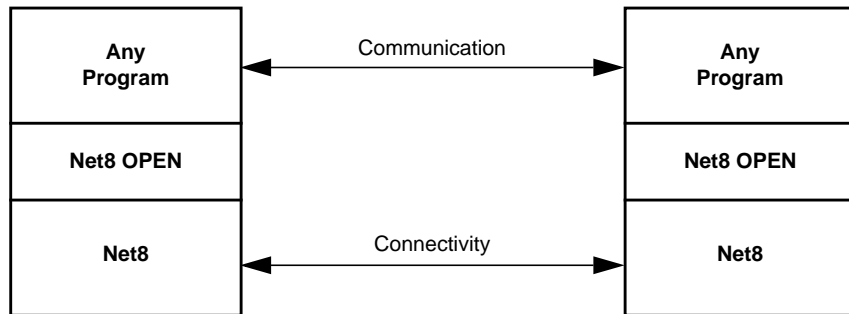 Any
Program
Communication
Any
Program
Net8 OPEN
Net8 OPEN
Net8
Connectivity
Net8